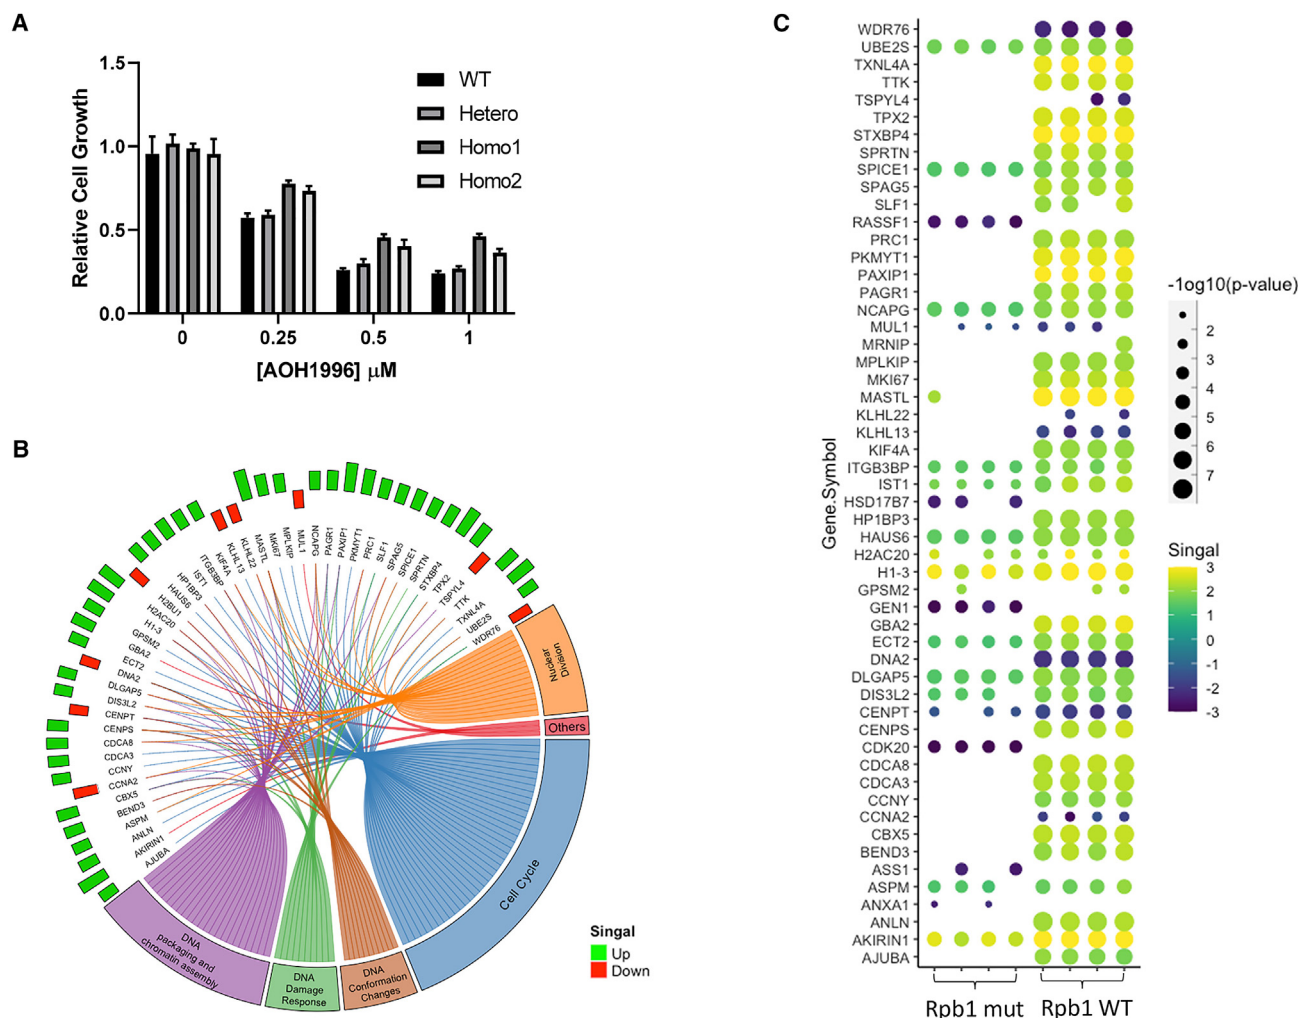 A
1.5
1.0
0.5
0.0
Relative Cell Growth
WT
Hetero
Homo1
Homo2
0
0.25
0.5
1
[AOH1996] μM
B
AJUBA
AKIRIN1
ANLN
ASPM
BEND3
CBX5
CCNA2
CCNY
CDCA3
CDCA8
CENPS
CENPT
DIS3L2
DLGAP5
DNA2
ECT2
GBA2
GPSM2
H1-3
H2AC20
H2BU1
HAUS6
HP1BP3
IST1
ITGB3BP
KIF4A
KLHL13
KLHL22
MASTL
MKI67
MPLKIP
MUL1
NCAPG
PAGR1
PAXIP1
PKMYT1
PRC1
SLF1
SPAG5
SPICE1
SPRTN
STXBP4
TPX2
TSPYL4
TTK
TXNL4A
UBE2S
WDR76
Nuclear
Division
Others
Cell Cycle
DNA
Conformation
Changes
DNA
Damage
Response
DNA
packaging and
chromatin assembly
Singal
Up
Down
C
Gene.Symbol
WDR76
UBE2S
TXNL4A
TTK
TSPYL4
TPX2
STXBP4
SPRTN
SPICE1
SPAG5
SLF1
RASSF1
PRC1
PKMYT1
PAXIP1
PAGR1
NCAPG
MUL1
MRNIP
MPLKIP
MKI67
MASTL
KLHL22
KLHL13
KIF4A
ITGB3BP
IST1
HSD17B7
HP1BP3
HAUS6
H2AC20
H1-3
GPSM2
GEN1
GBA2
ECT2
DNA2
DLGAP5
DIS3L2
CENPT
CENPS
CDK20
CDCA8
CDCA3
CCNY
CCNA2
CBX5
BEND3
ASS1
ASPM
ANXA1
ANLN
AKIRIN1
AJUBA
Rpb1 mut
Rpb1 WT
-1og10(p-value)
2
3
4
5
6
7
Singal
3
2
1
0
-1
-2
-3